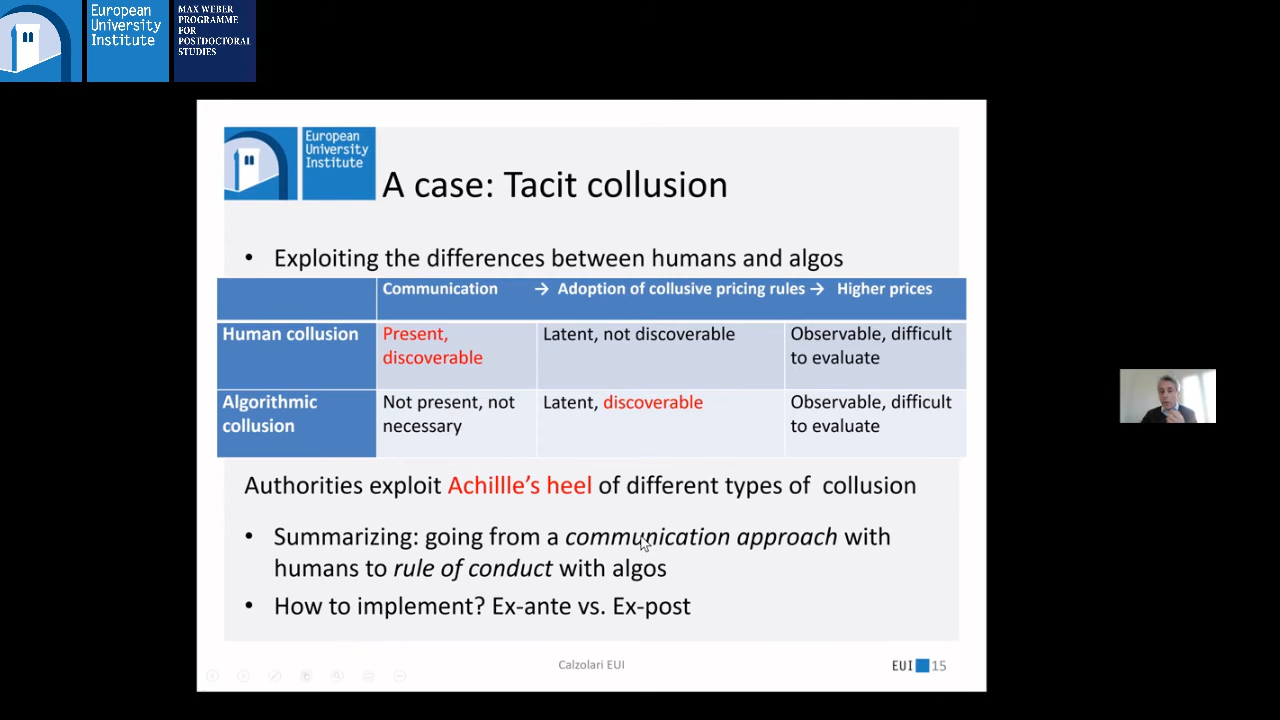 European
University
Institute
MAX WEBER
PROGRAMME
FOR
POSTDOCTORAL
STUDIES
European
University
Institute
A case: Tacit collusion
• Exploiting the differences between humans and algos
Communication → Adoption of collusive pricing rules → Higher prices
Human collusion
Present,
discoverable
Latent, not discoverable
Observable, difficult
to evaluate
Algorithmic
collusion
Not present, not
necessary
Latent, discoverable
Observable, difficult
to evaluate
Authorities exploit Achillle's heel of different types of collusion
• Summarizing: going from a communication approach with
humans to rule of conduct with algos
• How to implement? Ex-ante vs. Ex-post
Calzolari EUI
EUI 15